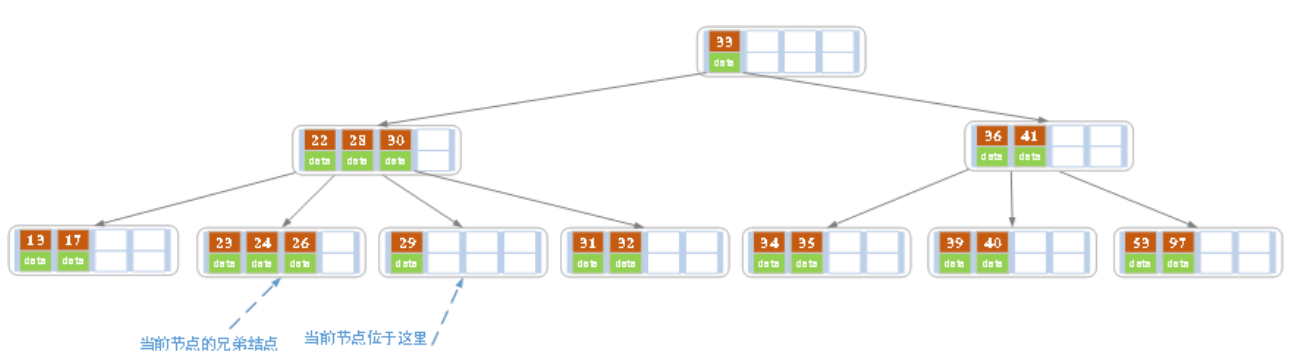 33
data
22 28 30
data data data
36 41
data data
13 17
data data
23 24 26
data data data
29
data
31 32
data data
34 35
data data
39 40
data data
53 97
data data
当前节点的兄弟结点
当前节点位于这里